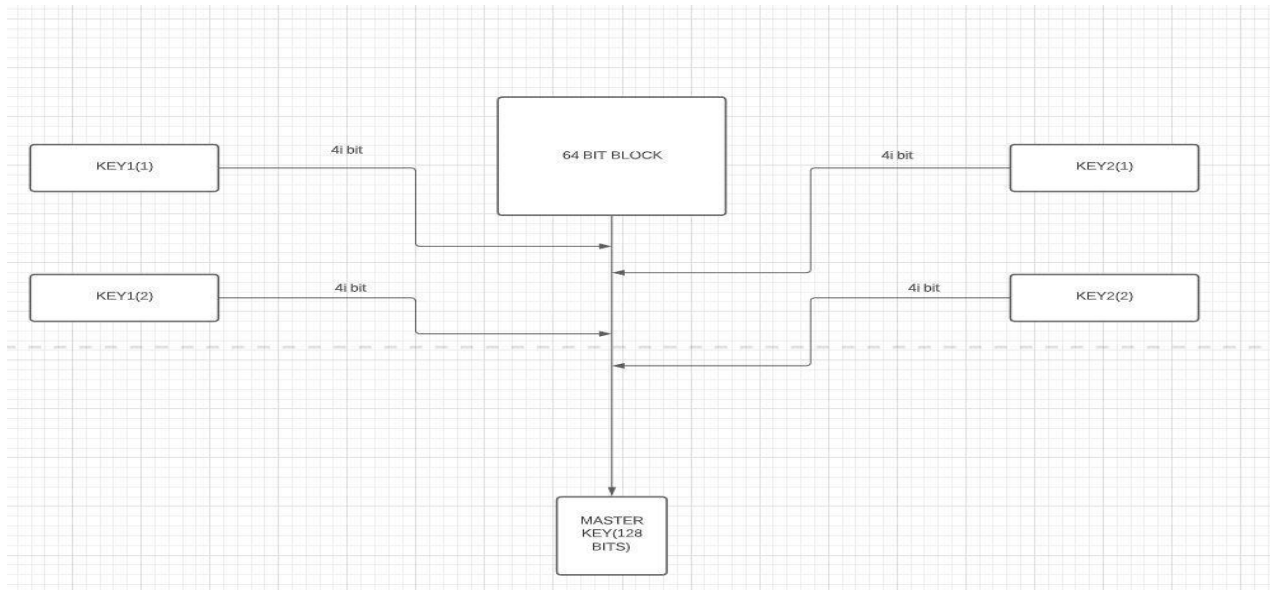 4i bit
4i bit
KEY1(1)
64 BIT BLOCK
KEY2(1)
4i bit
4i bit
KEY1(2)
KEY2(2)
MASTER
KEY(128
BITS)